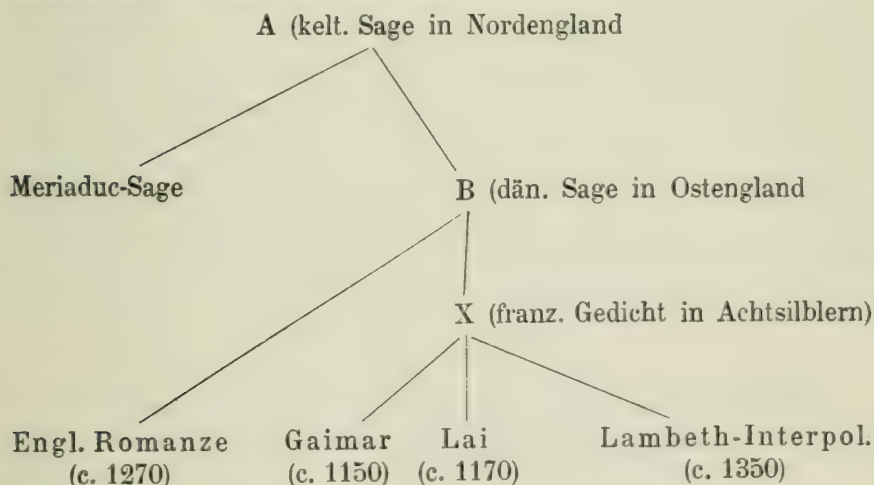 A (kelt. Sage in Nordengland
Meriaduc-Sage B (dän. Sage in Ostengland
X (franz. Gedicht in Achtsilblern)
Engl. Romanze Gaimar Lai Lambeth-Interpol.
(c. 1270) (c. 1150) (c. 1170) (c. 1350)